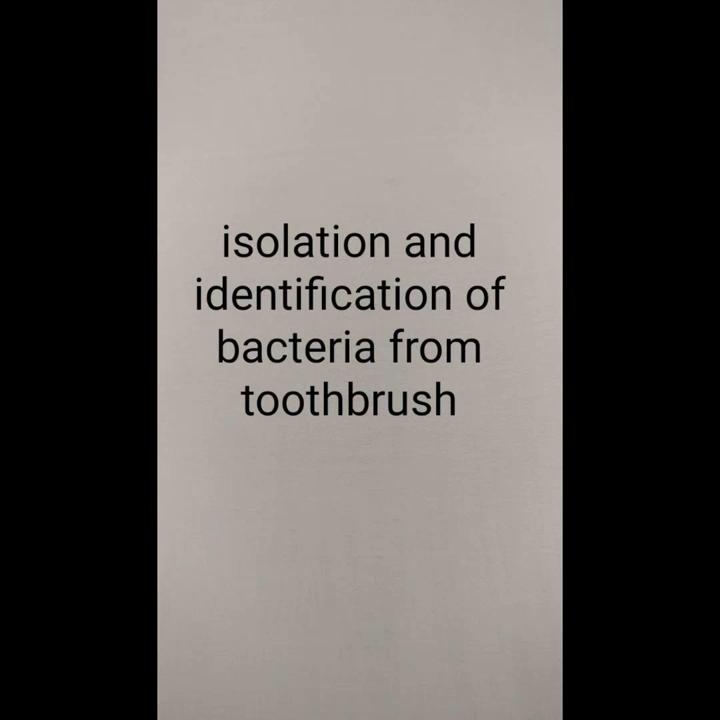 isolation and
identification of
bacteria from
toothbrush